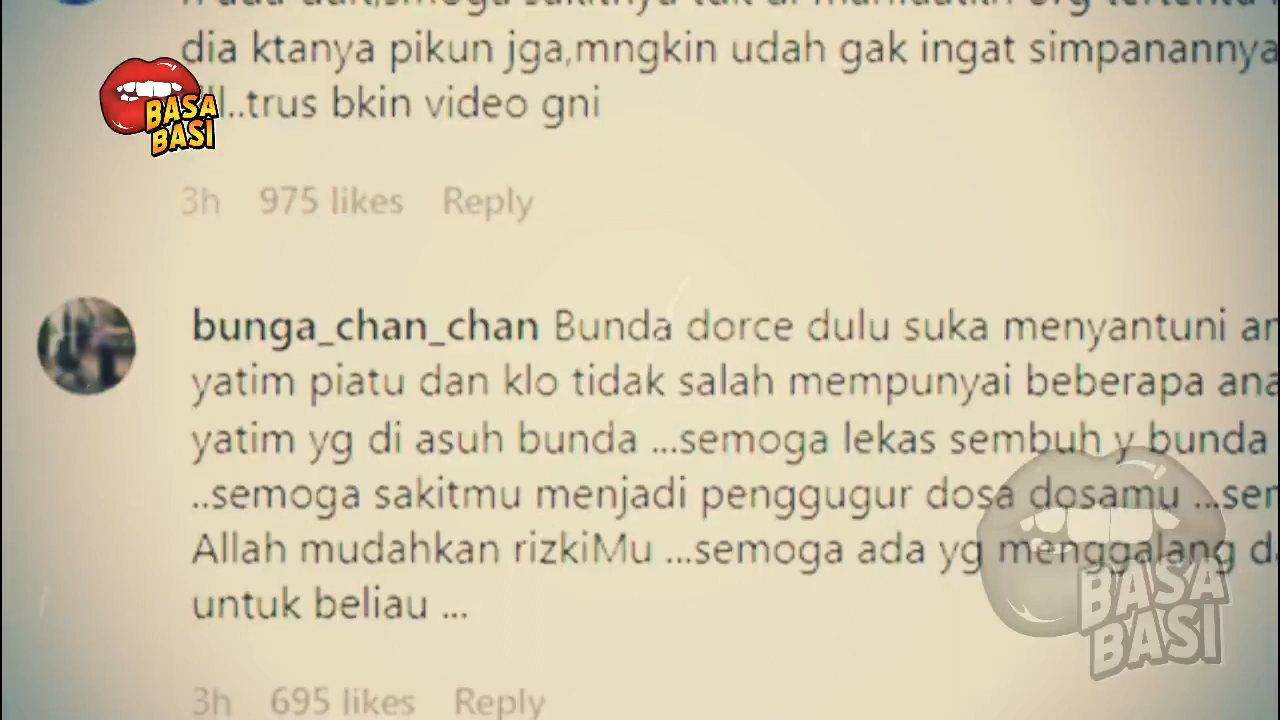 dia ktanya pikun jga,mngkin udah gak ingat simpanannya
..trus bkin video gni
BASA
BASI
3h 975 likes Reply
bunga_chan_chan Bunda dorce dulu suka menyantuni
yatim piatu dan klo tidak salah mempunyai beberapa
yatim yg di asuh bunda ...semoga lekas sembuh y bunda
..semoga sakitmu menjadi penggugur dosa dosamu ...
Allah mudahkan rizkiMu ...semoga ada yg menggalang
untuk beliau ...
BASA
BASI
3h 695 likes Reply